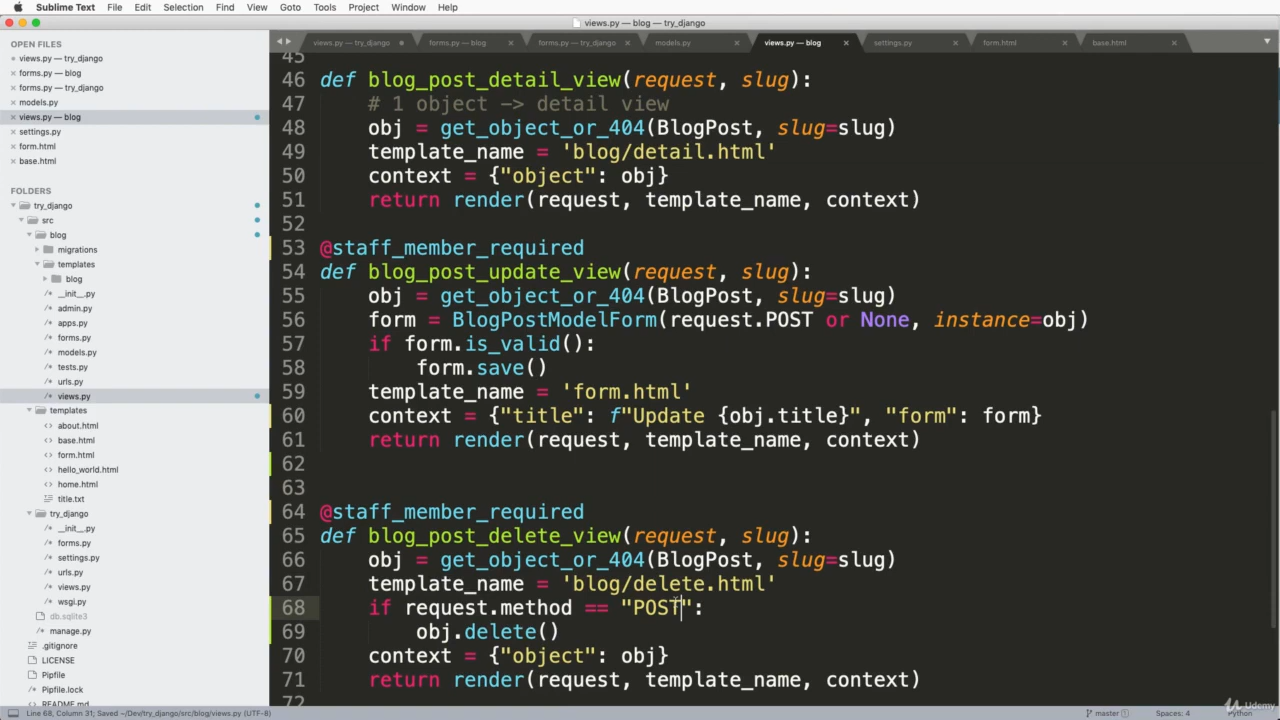 Sublime Text File Edit Selection Find View Goto Tools Project Window Help
views.py — blog — try_django
OPEN FILES
views.py — try_django
forms.py — blog
forms.py — try_django
models.py
views.py — blog
settings.py
form.html
base.html
FOLDERS
try_django
src
blog
migrations
templates
blog
__init__.py
admin.py
apps.py
forms.py
models.py
tests.py
urls.py
views.py
templates
about.html
base.html
form.html
hello_world.html
home.html
title.txt
try_django
__init__.py
forms.py
settings.py
urls.py
views.py
wsgi.py
db.sqlite3
manage.py
.gitignore
LICENSE
Pipfile
Pipfile.lock
README.md
views.py — try_django forms.py — blog forms.py — try_django models.py views.py — blog settings.py form.html base.html
45
46 def blog_post_detail_view(request, slug):
47 # 1 object -> detail view
48 obj = get_object_or_404(BlogPost, slug=slug)
49 template_name = 'blog/detail.html'
50 context = {"object": obj}
51 return render(request, template_name, context)
52
53 @staff_member_required
54 def blog_post_update_view(request, slug):
55 obj = get_object_or_404(BlogPost, slug=slug)
56 form = BlogPostModelForm(request.POST or None, instance=obj)
57 if form.is_valid():
58 form.save()
59 template_name = 'form.html'
60 context = {"title": f"Update {obj.title}", "form": form}
61 return render(request, template_name, context)
62
63
64 @staff_member_required
65 def blog_post_delete_view(request, slug):
66 obj = get_object_or_404(BlogPost, slug=slug)
67 template_name = 'blog/delete.html'
68 if request.method == "POST":
69 obj.delete()
70 context = {"object": obj}
71 return render(request, template_name, context)
72
Line 68, Column 31; Saved ~/Dev/try_django/src/blog/views.py (UTF-8) master 1 Spaces: 4 Python
Udemy